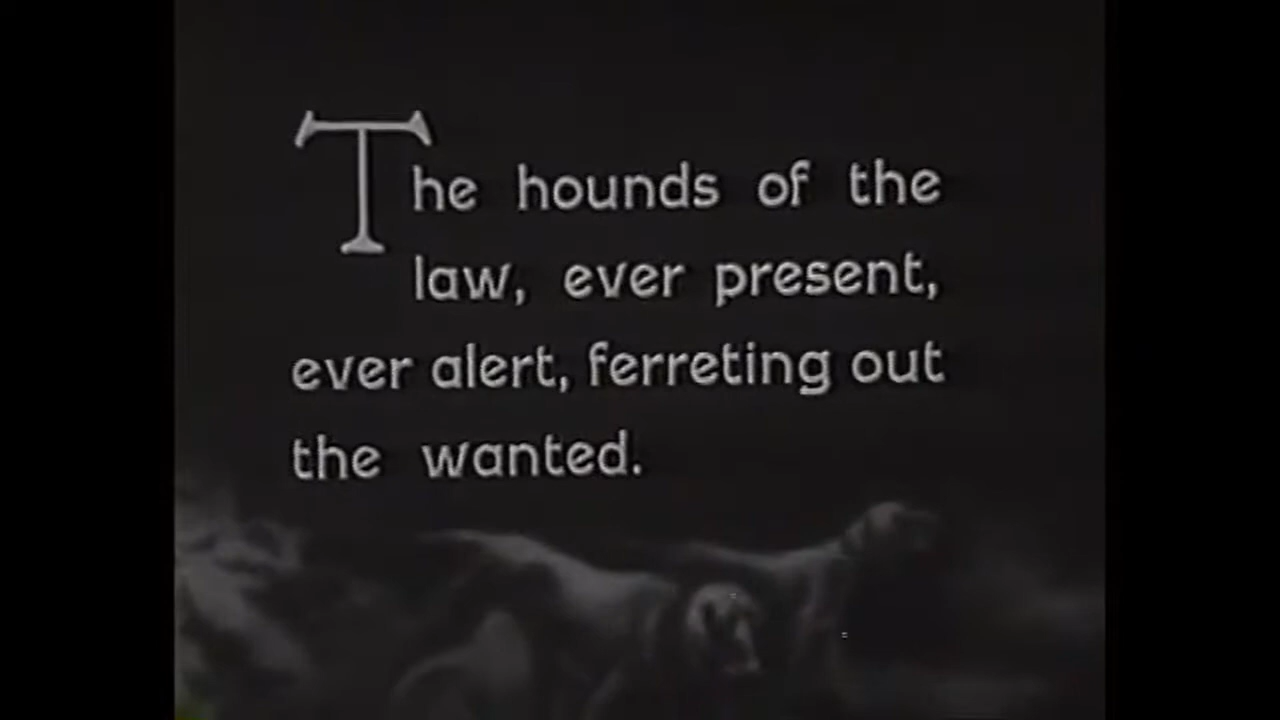 The hounds of the
law, ever present,
ever alert, ferreting out
the wanted.